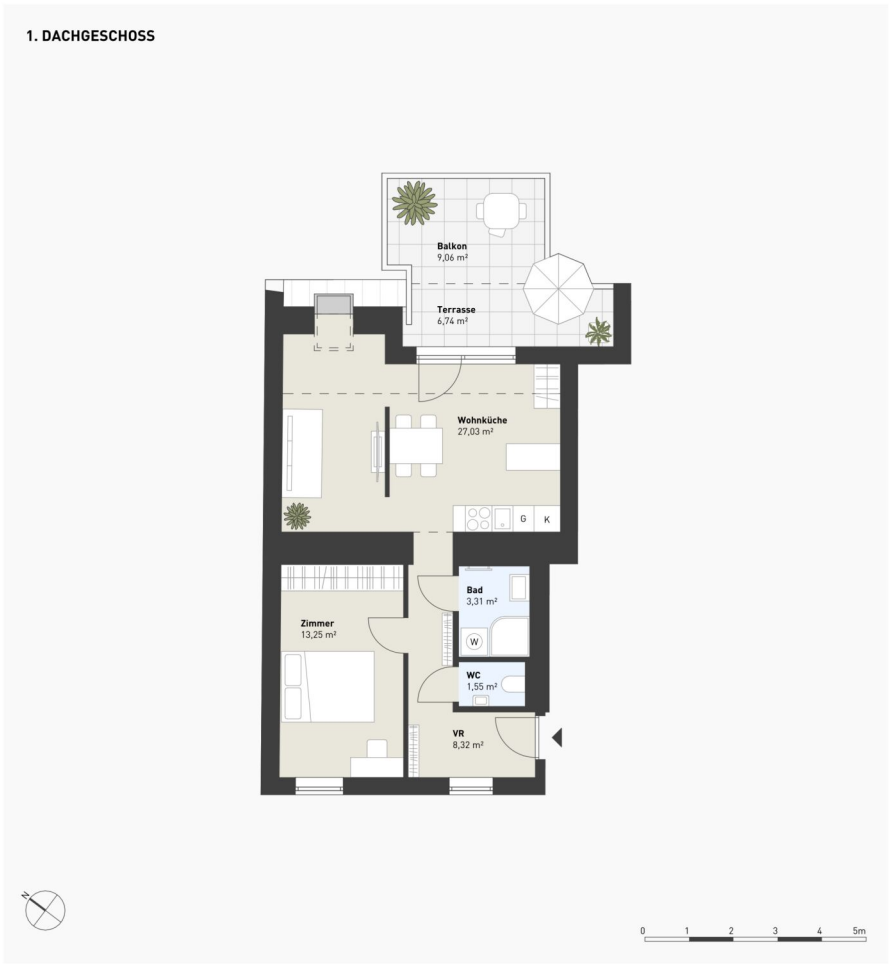 1. DACHGESCHOSS
Balkon
9,06 m²
Terrasse
6,74 m²
Wohnküche
27,03 m²
G K
Bad
3,31 m²
Zimmer
13,25 m²
W
WC
1,55 m²
VR
8,32 m²
N
0 1 2 3 4 5m